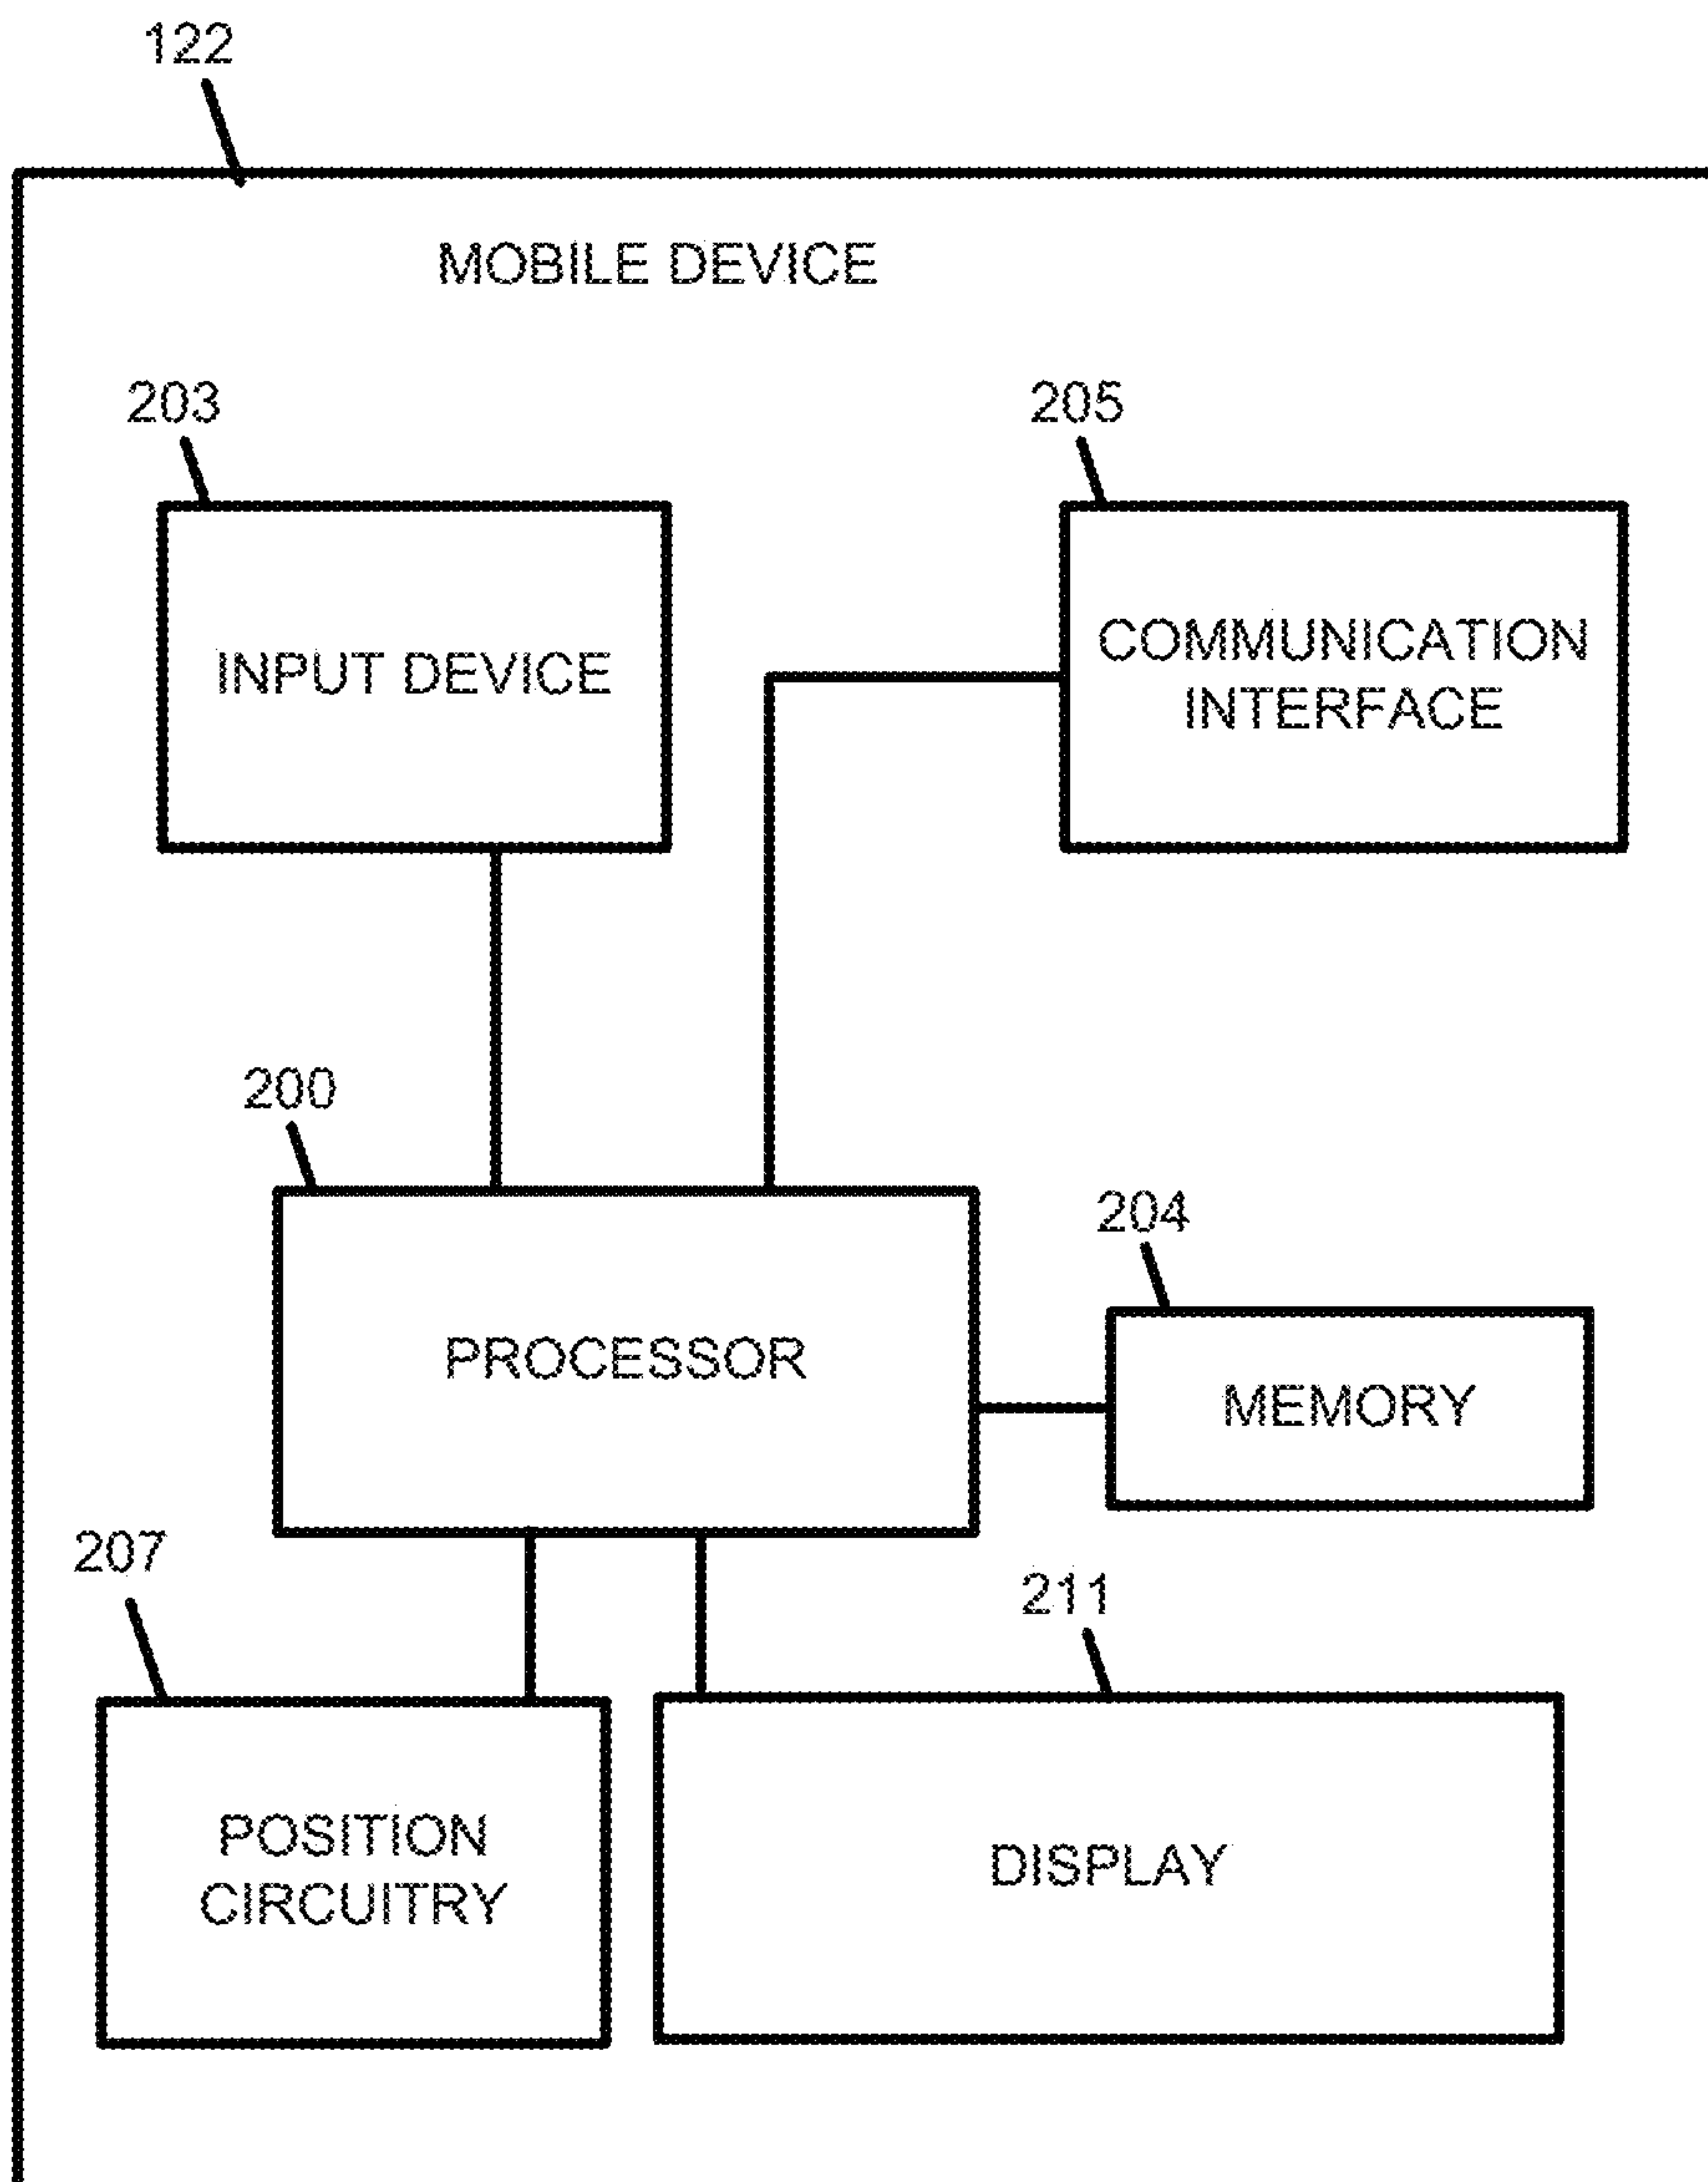 122
MOBILE DEVICE
203
205
INPUT DEVICE
COMMUNICATION
INTERFACE
200
204
PROCESSOR
MEMORY
207
211
POSITION
CIRCUITRY
DISPLAY